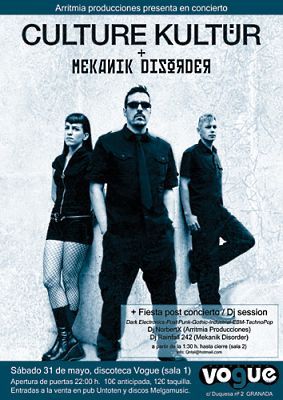 Arritmia producciones presenta en concierto
CULTURE KULTÜR
+
MEKANIK DISORDER
+ Fiesta post concierto / Dj session
Dark Electronics-Post Punk-Gothic-Industrial-EBM-TechnoPop
Dj NorbertX (Arritmia Producciones)
Dj Rainfall 242 (Mekanik Disorder)
a partir de la 1:30 h. hasta cierre (sala 2)
Sábado 31 de mayo, discoteca Vogue (sala 1)
Apertura de puertas 22:00 h. 10€ anticipada, 12€ taquilla.
Entradas a la venta en pub Untoten y discos Melgamusic.
vogue
c/ Duquesa nº 2 GRANADA